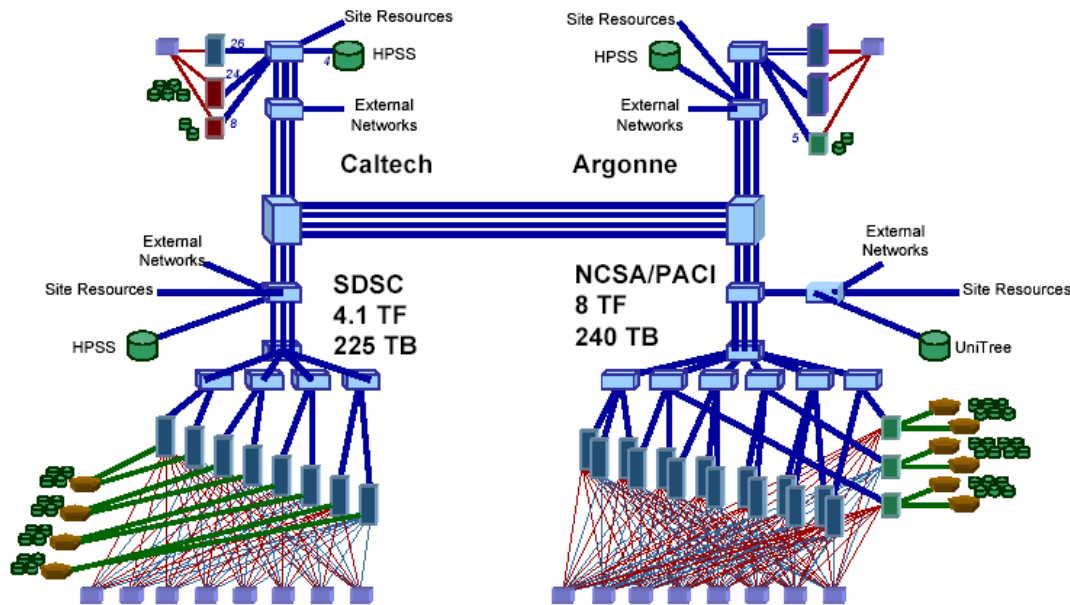 Site Resources
26
HPSS
4
24
8
External
Networks
Caltech
Site Resources
HPSS
External
Networks
5
Argonne
External
Networks
Site Resources
HPSS
SDSC
4.1 TF
225 TB
NCSA/PACI
8 TF
240 TB
External
Networks
Site Resources
UniTree